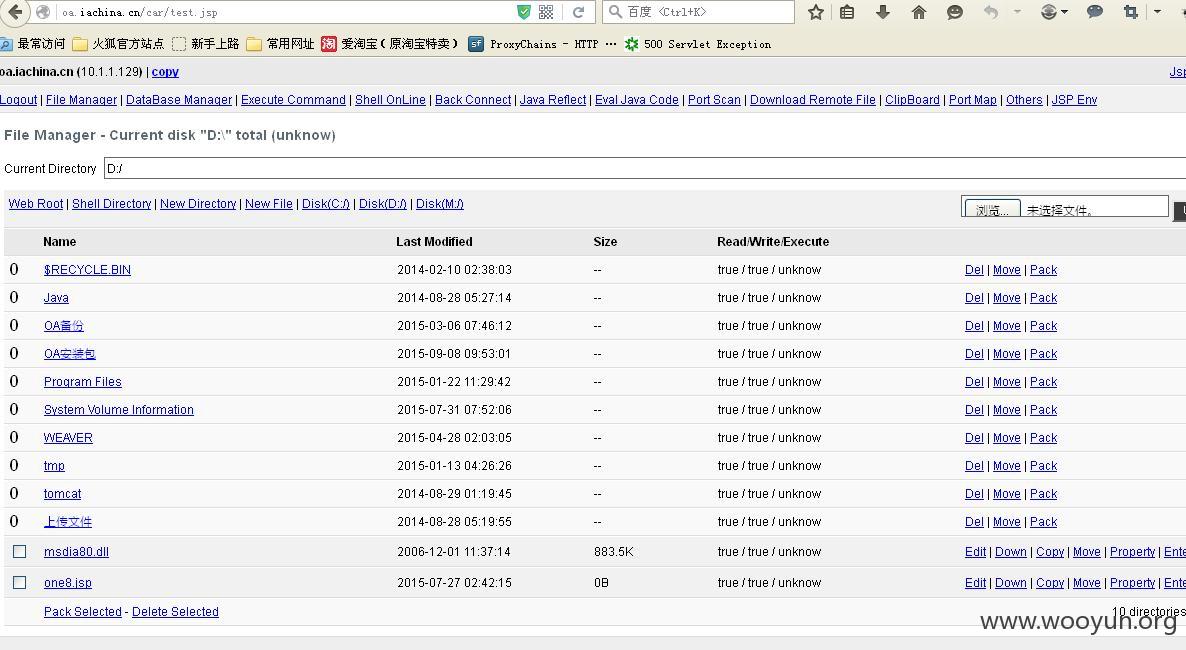 oa.iachina.cn/car/test.jsp
百度 <Ctrl+K>
最常访问 火狐官方站点 新手上路 常用网址 淘 爱淘宝（原淘宝特卖） sf ProxyChains - HTTP ... 500 Servlet Exception
oa.iachina.cn (10.1.1.129) | copy
Jsp
Logout | File Manager | DataBase Manager | Execute Command | Shell OnLine | Back Connect | Java Reflect | Eval Java Code | Port Scan | Download Remote File | ClipBoard | Port Map | Others | JSP Env
File Manager - Current disk "D:\" total (unknow)
Current Directory D:/
Web Root | Shell Directory | New Directory | New File | Disk(C:/) | Disk(D:/) | Disk(M:/)
浏览... 未选择文件。
Name Last Modified Size Read/Write/Execute
0 $RECYCLE.BIN 2014-02-10 02:38:03 -- true / true / unknow Del | Move | Pack
0 Java 2014-08-28 05:27:14 -- true / true / unknow Del | Move | Pack
0 OA备份 2015-03-06 07:46:12 -- true / true / unknow Del | Move | Pack
0 OA安装包 2015-09-08 09:53:01 -- true / true / unknow Del | Move | Pack
0 Program Files 2015-01-22 11:29:42 -- true / true / unknow Del | Move | Pack
0 System Volume Information 2015-07-31 07:52:06 -- true / true / unknow Del | Move | Pack
0 WEAVER 2015-04-28 02:03:05 -- true / true / unknow Del | Move | Pack
0 tmp 2015-01-13 04:26:26 -- true / true / unknow Del | Move | Pack
0 tomcat 2014-08-29 01:19:45 -- true / true / unknow Del | Move | Pack
0 上传文件 2014-08-28 05:19:55 -- true / true / unknow Del | Move | Pack
msdia80.dll 2006-12-01 11:37:14 883.5K true / true / unknow Edit | Down | Copy | Move | Property | Ente
one8.jsp 2015-07-27 02:42:15 0B true / true / unknow Edit | Down | Copy | Move | Property | Ente
Pack Selected - Delete Selected
10 directories
www.wooyun.org